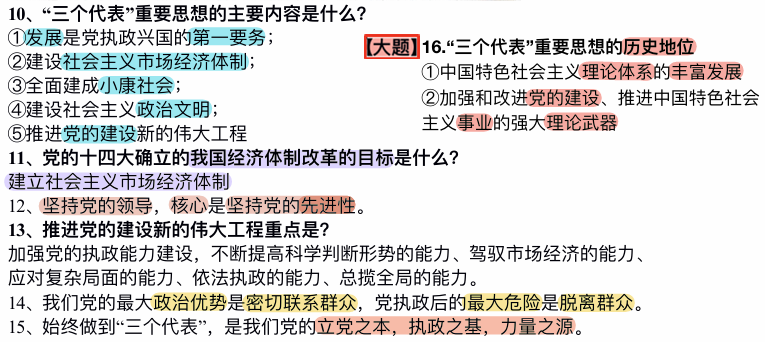 10、“三个代表”重要思想的主要内容是什么？
①发展是党执政兴国的第一要务；
②建设社会主义市场经济体制；
③全面建成小康社会；
④建设社会主义政治文明；
⑤推进党的建设新的伟大工程
【大题】16.“三个代表”重要思想的历史地位
①中国特色社会主义理论体系的丰富发展
②加强和改进党的建设、推进中国特色社会
主义事业的强大理论武器
11、党的十四大确立的我国经济体制改革的目标是什么？
建立社会主义市场经济体制
12、坚持党的领导，核心是坚持党的先进性。
13、推进党的建设新的伟大工程重点是？
加强党的执政能力建设，不断提高科学判断形势的能力、驾驭市场经济的能力、
应对复杂局面的能力、依法执政的能力、总揽全局的能力。
14、我们党的最大政治优势是密切联系群众，党执政后的最大危险是脱离群众。
15、始终做到“三个代表”，是我们党的立党之本，执政之基，力量之源。